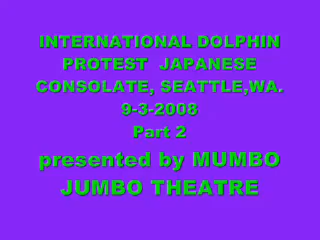 INTERNATIONAL DOLPHIN
PROTEST  JAPANESE
CONSOLATE, SEATTLE,WA.
9-3-2008
Part 2
presented by MUMBO
JUMBO THEATRE